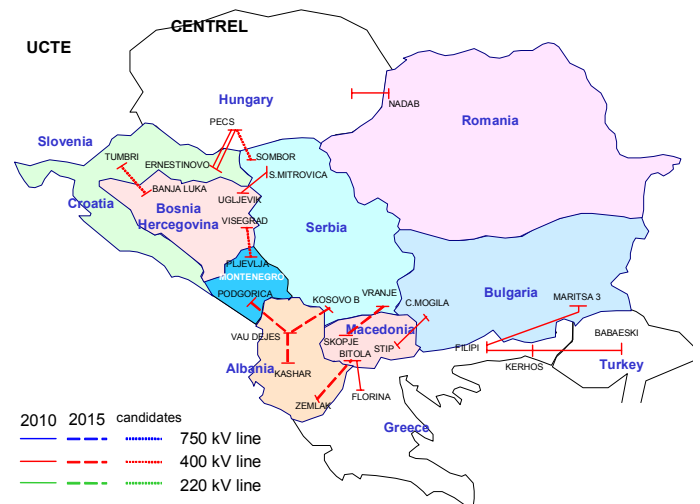 CENTREL
UCTE
Hungary
NADAB
Romania
PECS
Slovenia
TUMBRI
ERNESTINOVO
SOMBOR
S.MITROVICA
BANJA LUKA
UGLJEVIK
Croatia
Bosnia
Hercegovina
VISEGRAD
Serbia
PLJEVLJA
MONTENEGRO
PODGORICA
KOSOVO B
VRANJE
C.MOGILA
Bulgaria
MARITSA 3
VAU DEJES
Macedonia
SKOPJE
STIP
BITOLA
FILIPI
BABAESKI
KERHOS
Turkey
Albania
KASHAR
ZEMLAK
FLORINA
Greece
2010 2015 candidates
750 kV line
400 kV line
220 kV line